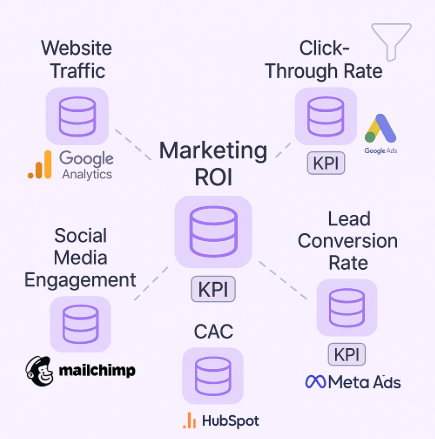 Website
Traffic
Google
Analytics
Click-
Through Rate
KPI
Google Ads
Marketing
ROI
KPI
Social
Media
Engagement
mailchimp
Lead
Conversion
Rate
KPI
Meta Ads
CAC
HubSpot